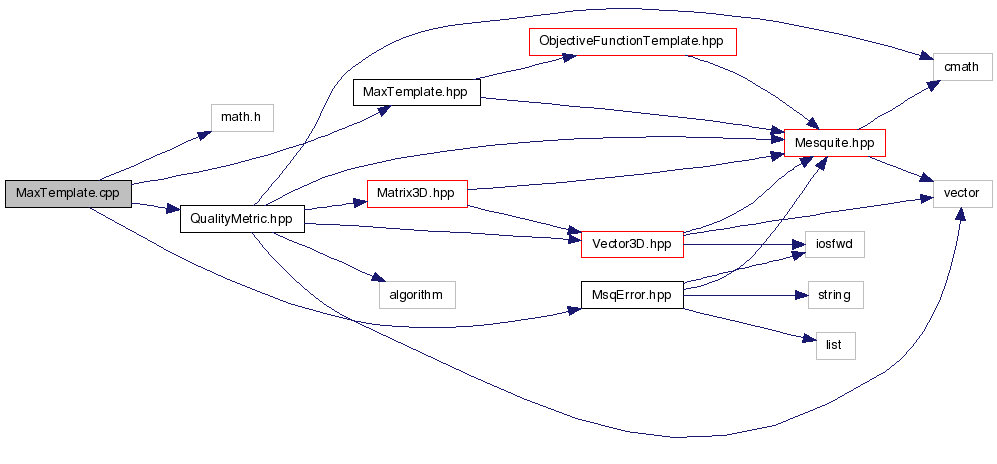 ObjectiveFunctionTemplate.hpp
cmath
MaxTemplate.hpp
math.h
Mesquite.hpp
MaxTemplate.cpp
Matrix3D.hpp
vector
QualityMetric.hpp
Vector3D.hpp
iosfwd
algorithm
MsqError.hpp
string
list